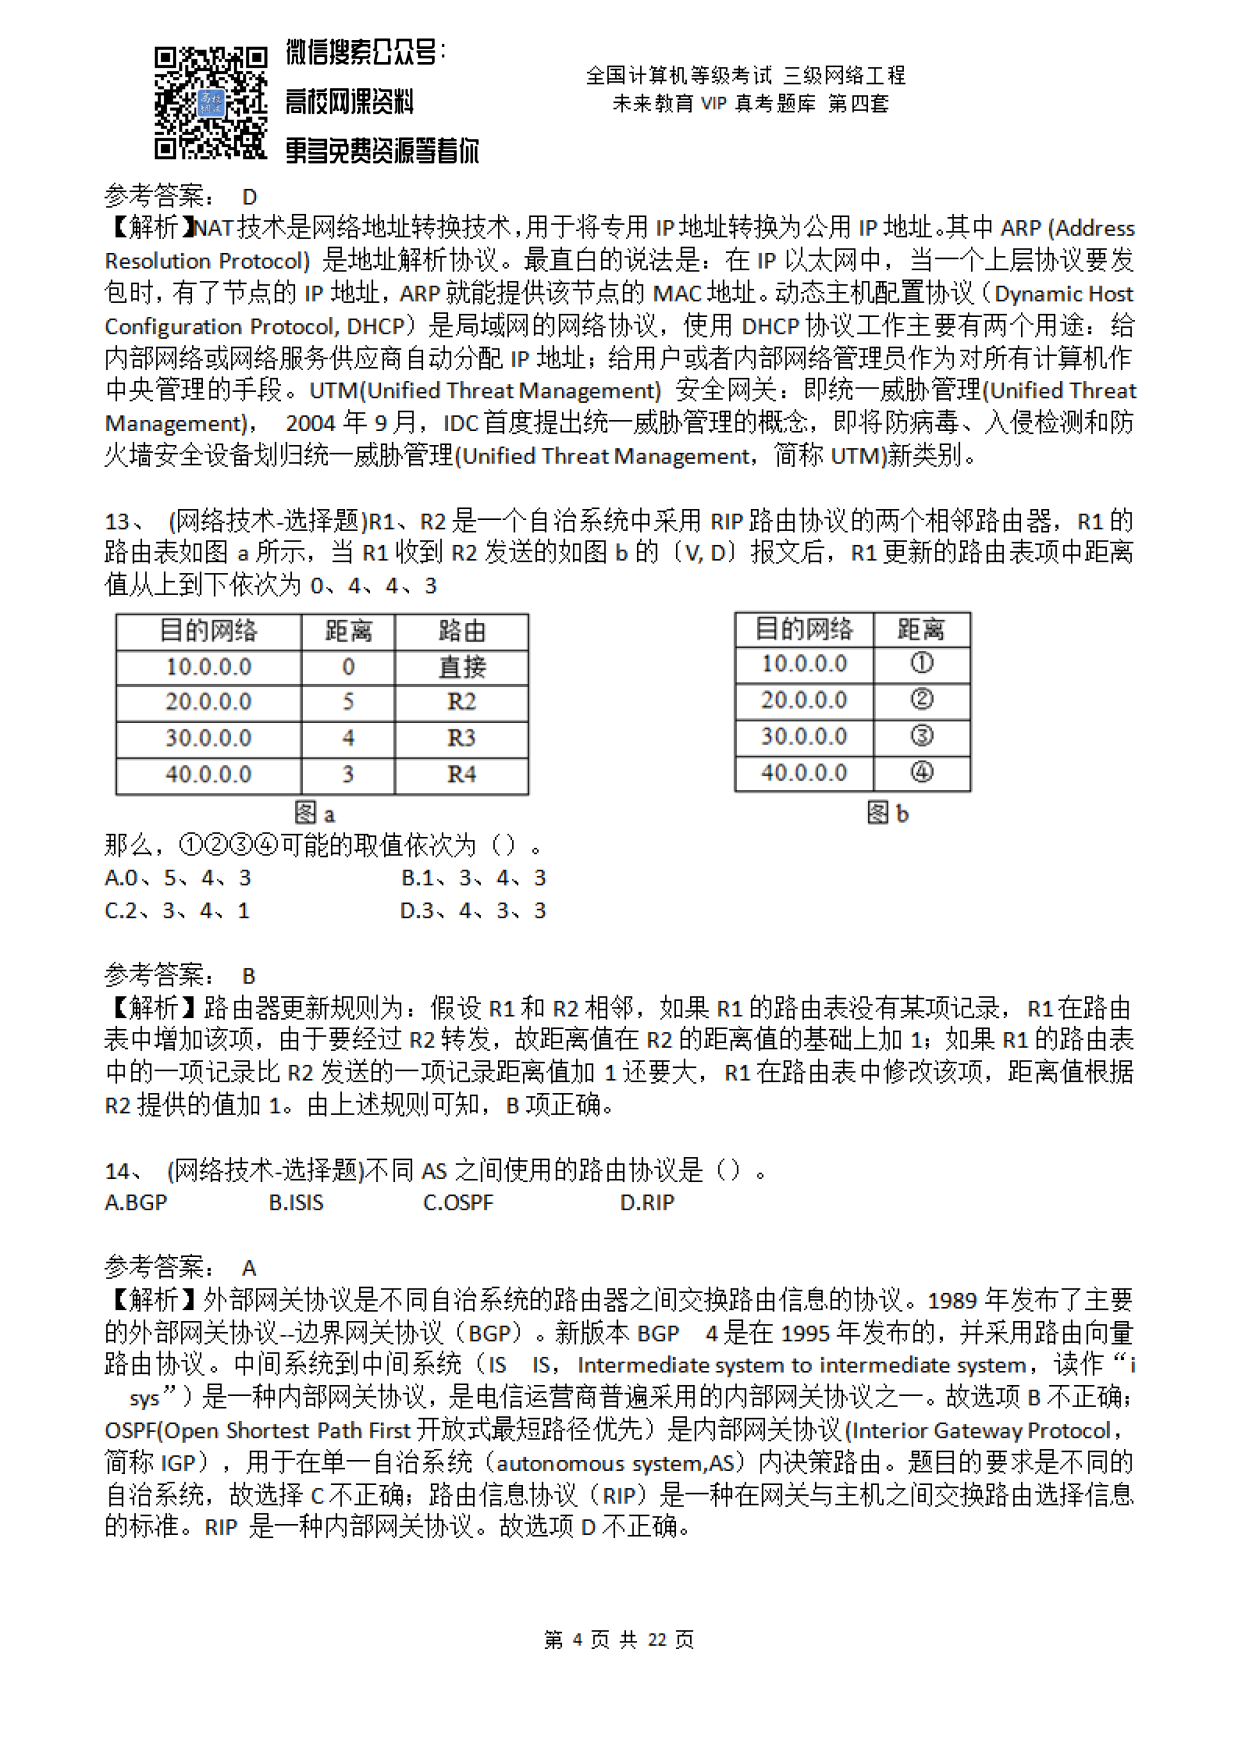 微信搜索公众号：
高校网课资料
更多免费资源等着你
全国计算机等级考试 三级网络工程
未来教育 VIP 真考题库 第四套
参考答案： D
【解析】NAT 技术是网络地址转换技术，用于将专用 IP 地址转换为公用 IP 地址。其中 ARP (Address
Resolution Protocol) 是地址解析协议。最直白的说法是：在 IP 以太网中，当一个上层协议要发
包时，有了节点的 IP 地址，ARP 就能提供该节点的 MAC 地址。动态主机配置协议（Dynamic Host
Configuration Protocol, DHCP）是局域网的网络协议，使用 DHCP 协议工作主要有两个用途：给
内部网络或网络服务供应商自动分配 IP 地址；给用户或者内部网络管理员作为对所有计算机作
中央管理的手段。UTM(Unified Threat Management) 安全网关：即统一威胁管理(Unified Threat
Management)， 2004 年 9 月，IDC 首度提出统一威胁管理的概念，即将防病毒、入侵检测和防
火墙安全设备划归统一威胁管理(Unified Threat Management，简称 UTM)新类别。
13、 (网络技术-选择题)R1、R2 是一个自治系统中采用 RIP 路由协议的两个相邻路由器，R1 的
路由表如图 a 所示，当 R1 收到 R2 发送的如图 b 的〔V, D〕报文后，R1 更新的路由表项中距离
值从上到下依次为 0、4、4、3
目的网络 距离 路由
10.0.0.0 0 直接
20.0.0.0 5 R2
30.0.0.0 4 R3
40.0.0.0 3 R4
图 a
目的网络 距离
10.0.0.0 ①
20.0.0.0 ②
30.0.0.0 ③
40.0.0.0 ④
图 b
那么，①②③④可能的取值依次为（）。
A.0、5、4、3 B.1、3、4、3
C.2、3、4、1 D.3、4、3、3
参考答案： B
【解析】路由器更新规则为：假设 R1 和 R2 相邻，如果 R1 的路由表没有某项记录，R1 在路由
表中增加该项，由于要经过 R2 转发，故距离值在 R2 的距离值的基础上加 1；如果 R1 的路由表
中的一项记录比 R2 发送的一项记录距离值加 1 还要大，R1 在路由表中修改该项，距离值根据
R2 提供的值加 1。由上述规则可知，B 项正确。
14、 (网络技术-选择题)不同 AS 之间使用的路由协议是（）。
A.BGP B.ISIS C.OSPF D.RIP
参考答案： A
【解析】外部网关协议是不同自治系统的路由器之间交换路由信息的协议。1989 年发布了主要
的外部网关协议--边界网关协议（BGP）。新版本 BGP 4 是在 1995 年发布的，并采用路由向量
路由协议。中间系统到中间系统（IS IS，Intermediate system to intermediate system，读作“i
sys”）是一种内部网关协议，是电信运营商普遍采用的内部网关协议之一。故选项 B 不正确；
OSPF(Open Shortest Path First 开放式最短路径优先）是内部网关协议(Interior Gateway Protocol，
简称 IGP），用于在单一自治系统（autonomous system,AS）内决策路由。题目的要求是不同的
自治系统，故选择 C 不正确；路由信息协议（RIP）是一种在网关与主机之间交换路由选择信息
的标准。RIP 是一种内部网关协议。故选项 D 不正确。
第 4 页 共 22 页